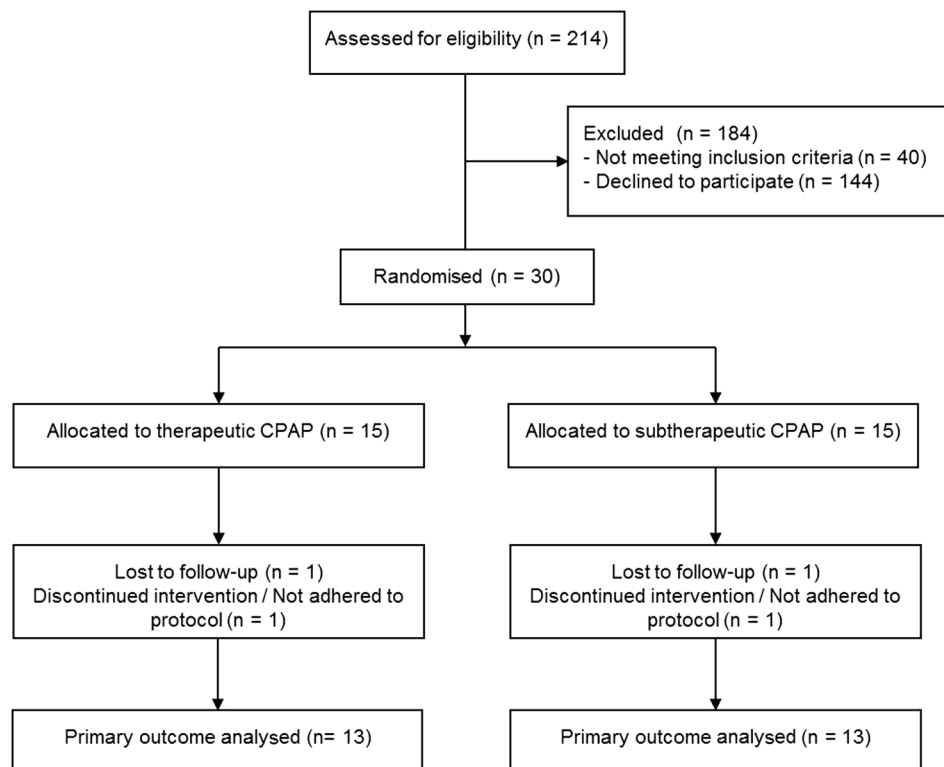 Assessed for eligibility (n = 214)
Excluded (n = 184)
- Not meeting inclusion criteria (n = 40)
- Declined to participate (n = 144)
Randomised (n = 30)
Allocated to therapeutic CPAP (n = 15)
Allocated to subtherapeutic CPAP (n = 15)
Lost to follow-up (n = 1)
Discontinued intervention / Not adhered to
protocol (n = 1)
Lost to follow-up (n = 1)
Discontinued intervention / Not adhered to
protocol (n = 1)
Primary outcome analysed (n= 13)
Primary outcome analysed (n = 13)